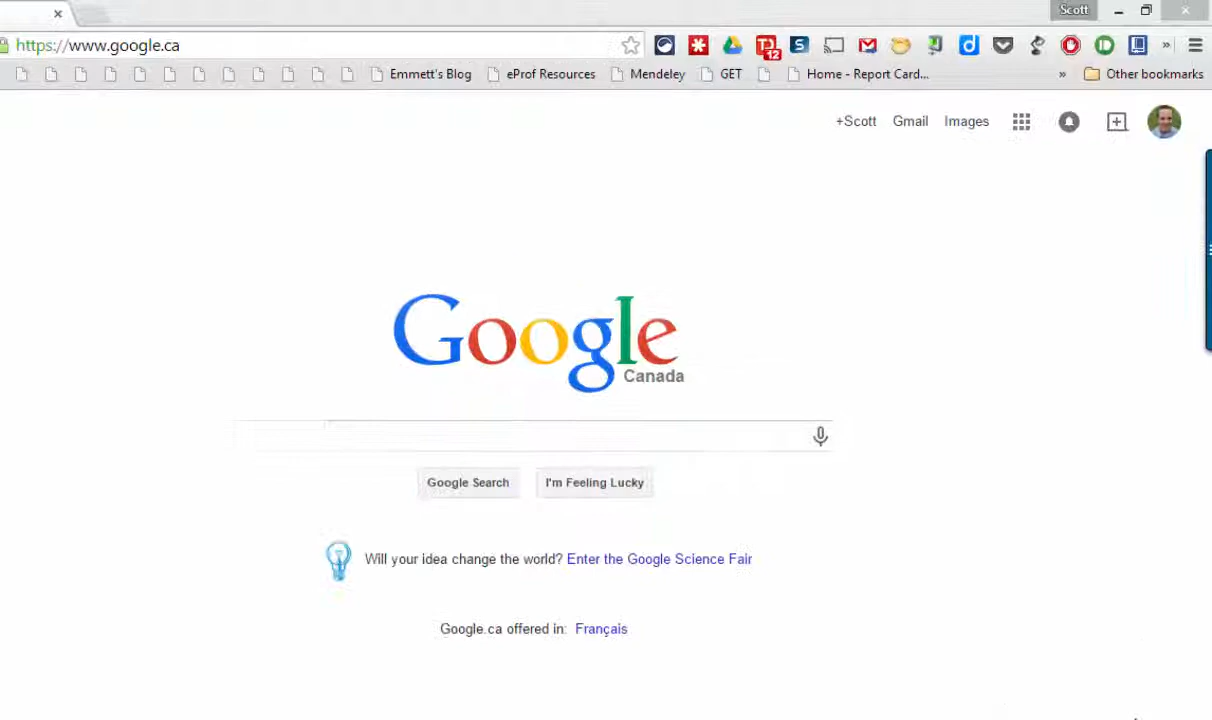 Scott
https://www.google.ca
12
Emmett's Blog eProf Resources Mendeley GET Home - Report Card... » Other bookmarks
+Scott Gmail Images
Google
Canada
Google Search I'm Feeling Lucky
Will your idea change the world? Enter the Google Science Fair
Google.ca offered in: Français